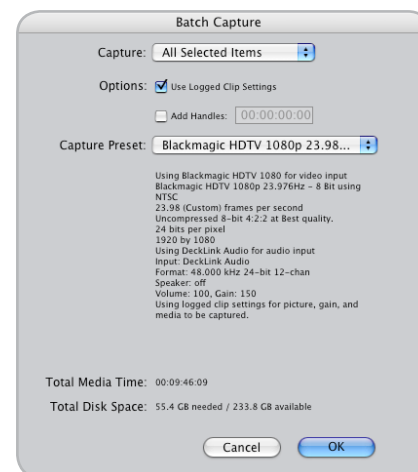 Batch Capture
Capture: All Selected Items
Options: Use Logged Clip Settings
Add Handles: 00:00:00:00
Capture Preset: Blackmagic HDTV 1080p 23.98...
Using Blackmagic HDTV 1080 for video input
Blackmagic HDTV 1080p 23.976Hz - 8 Bit using
NTSC
23.98 (Custom) frames per second
Uncompressed 8-bit 4:2:2 at Best quality.
24 bits per pixel
1920 by 1080
Using DeckLink Audio for audio input
Input: DeckLink Audio
Format: 48.000 kHz 24-bit 12-chan
Speaker: off
Volume: 100, Gain: 150
Using logged clip settings for picture, gain, and
media to be captured.
Total Media Time: 00:09:46:09
Total Disk Space: 55.4 GB needed / 233.8 GB available
Cancel OK